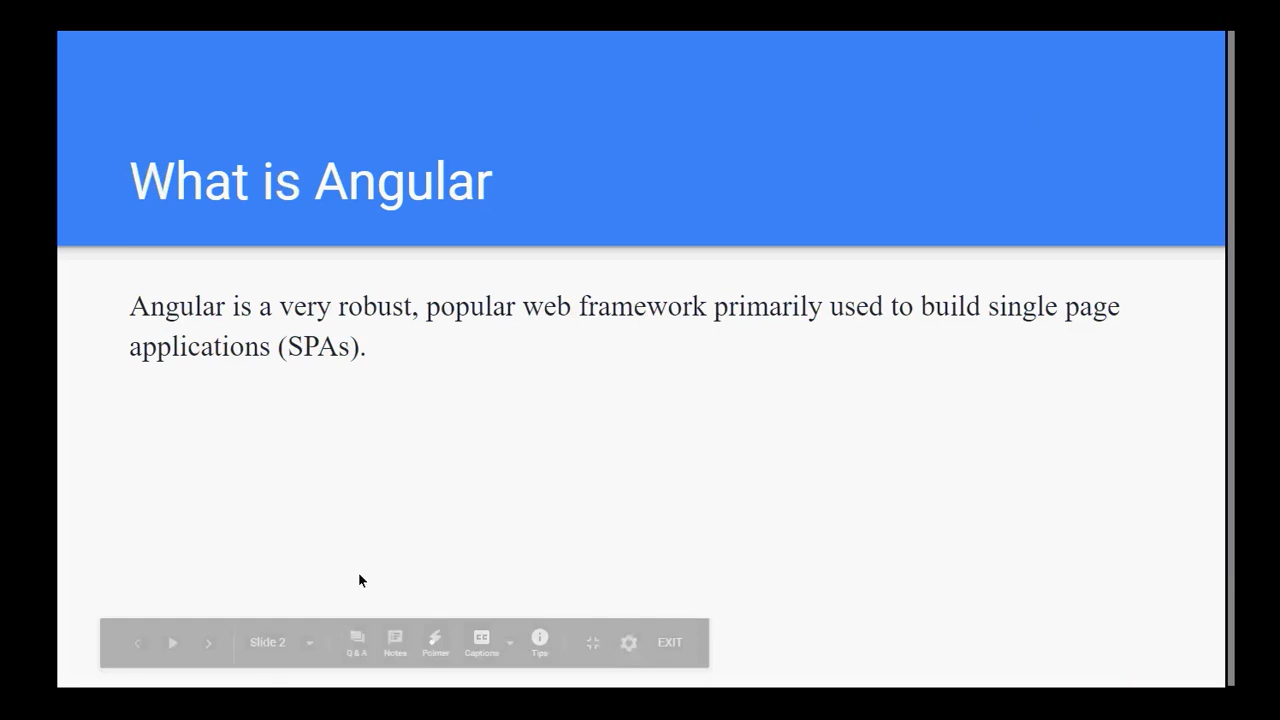 What is Angular
Angular is a very robust, popular web framework primarily used to build single page
applications (SPAs).
Slide 2
Q & A
Notes
Pointer
CC
Captions
Tips
EXIT